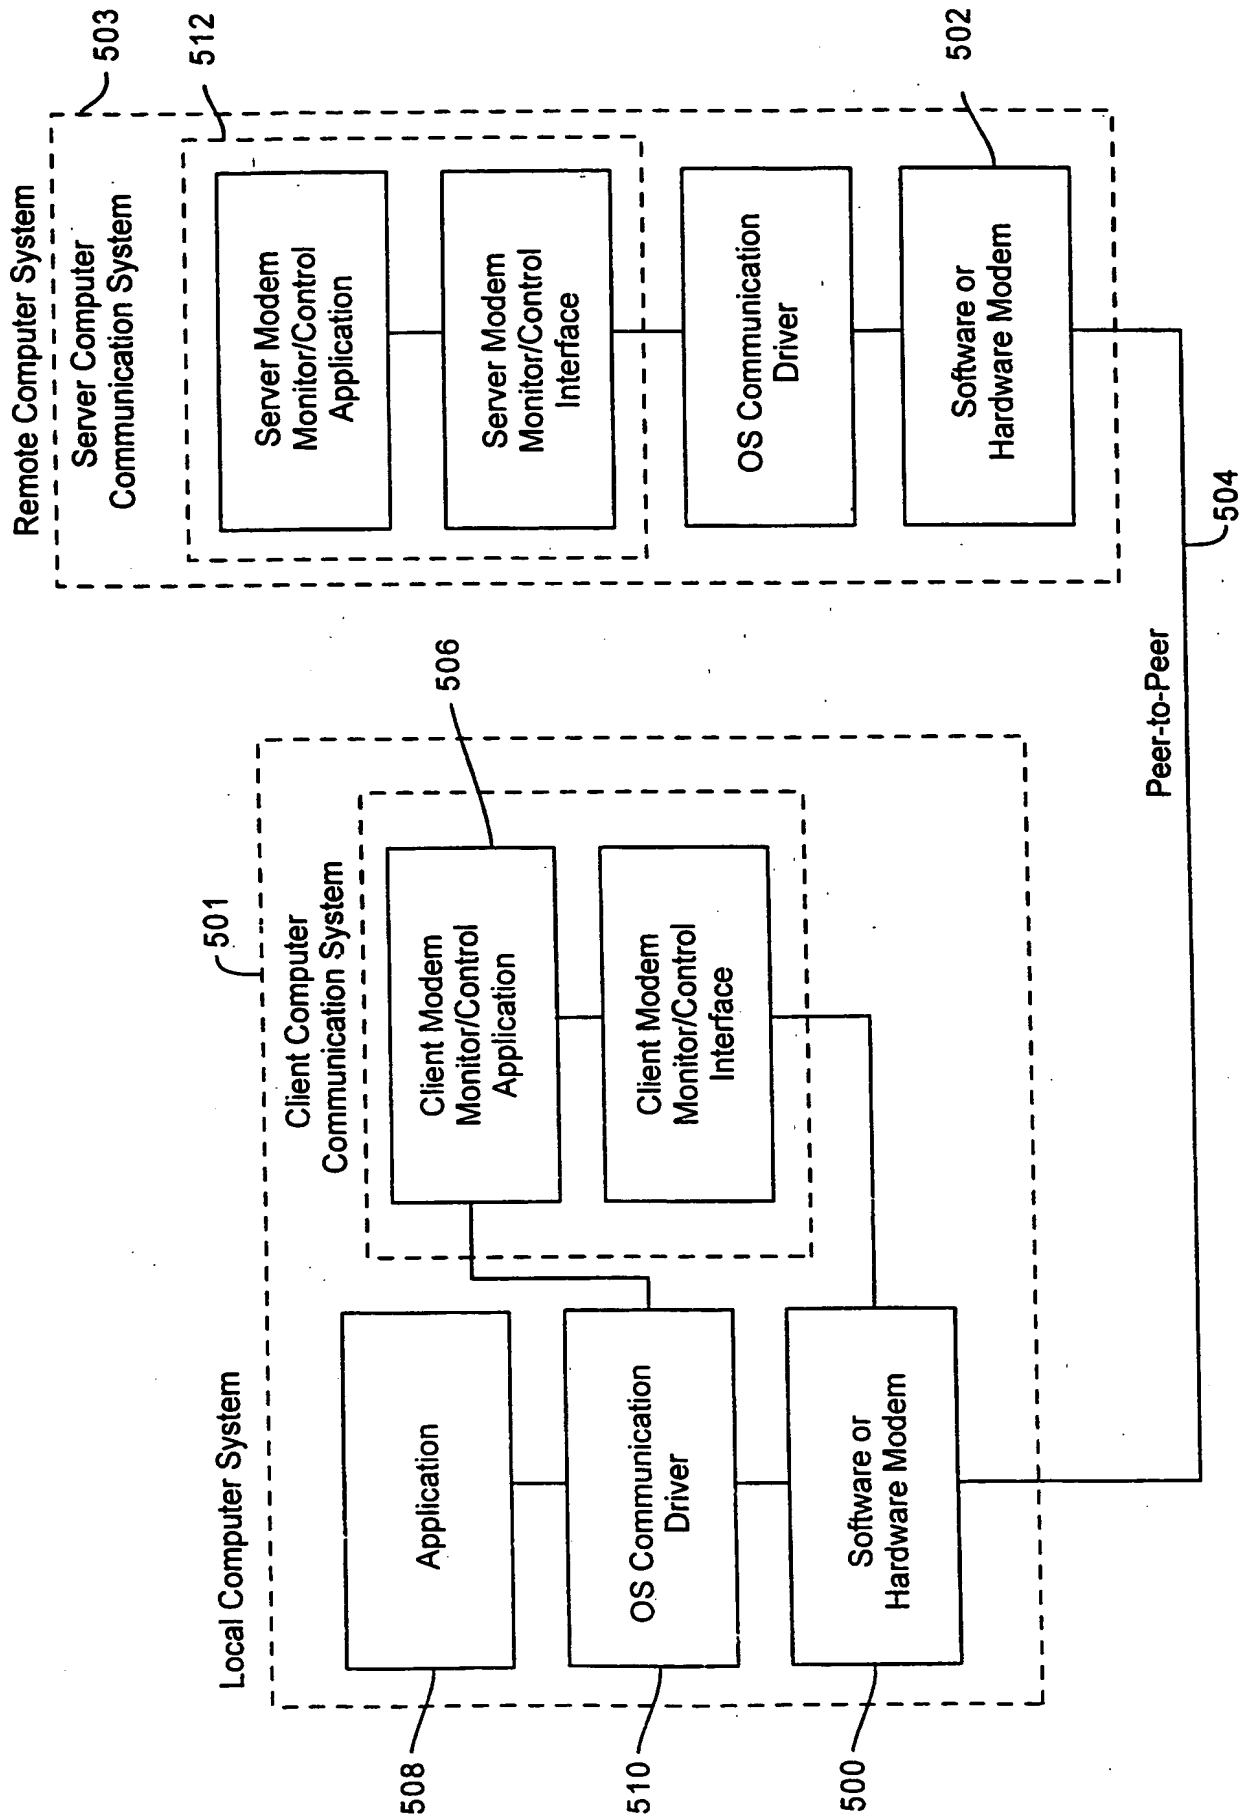 Local Computer System
501
Client Computer
Communication System
508
Application
510
OS Communication
Driver
500
Software or
Hardware Modem
506
Client Modem
Monitor/Control
Application
Client Modem
Monitor/Control
Interface
Remote Computer System
503
Server Computer
Communication System
512
Server Modem
Monitor/Control
Application
Server Modem
Monitor/Control
Interface
OS Communication
Driver
502
Software or
Hardware Modem
Peer-to-Peer
504